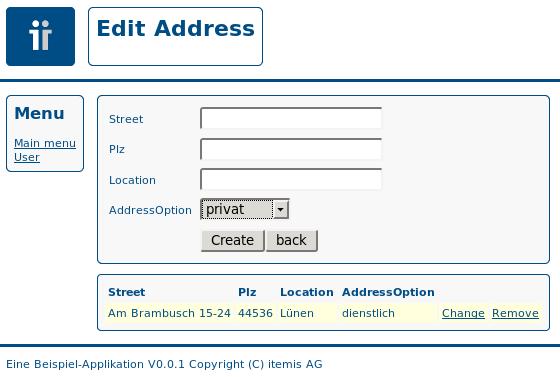 Edit Address
Menu
Main menu
User
Street
Plz
Location
AddressOption privat
Create back
Street Plz Location AddressOption
Am Brambusch 15-24 44536 Lünen dienstlich Change Remove
Eine Beispiel-Applikation V0.0.1 Copyright (C) itemis AG